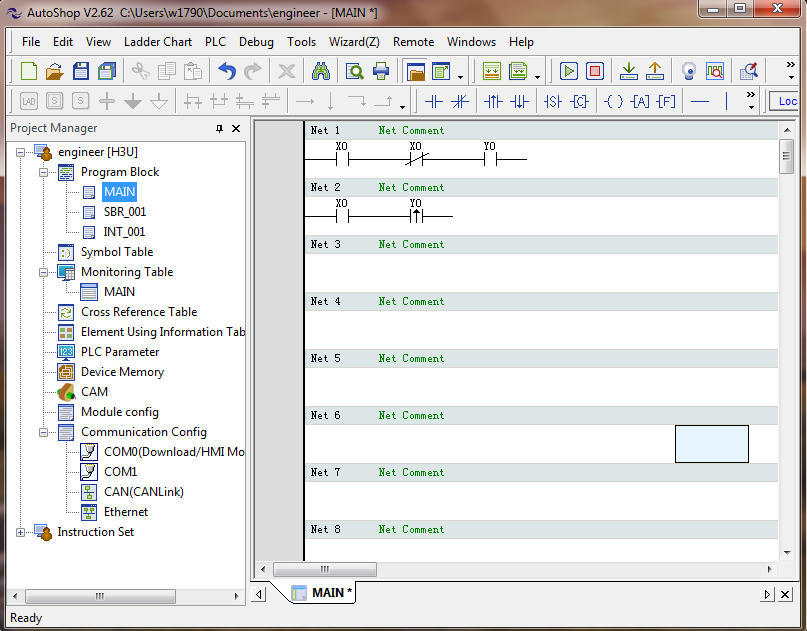 AutoShop V2.62 C:\Users\w1790\Documents\engineer - [MAIN *]
File Edit View Ladder Chart PLC Debug Tools Wizard(Z) Remote Windows Help
LAD S S
Loc
Project Manager
engineer [H3U]
Program Block
MAIN
SBR_001
INT_001
Symbol Table
Monitoring Table
MAIN
Cross Reference Table
Element Using Information Tab
PLC Parameter
Device Memory
CAM
Module config
Communication Config
COM0(Download/HMI Mo
COM1
CAN(CANLink)
Ethernet
Instruction Set
Net 1 Net Comment
X0 X0 Y0
Net 2 Net Comment
X0 Y0
Net 3 Net Comment
Net 4 Net Comment
Net 5 Net Comment
Net 6 Net Comment
Net 7 Net Comment
Net 8 Net Comment
MAIN *
Ready